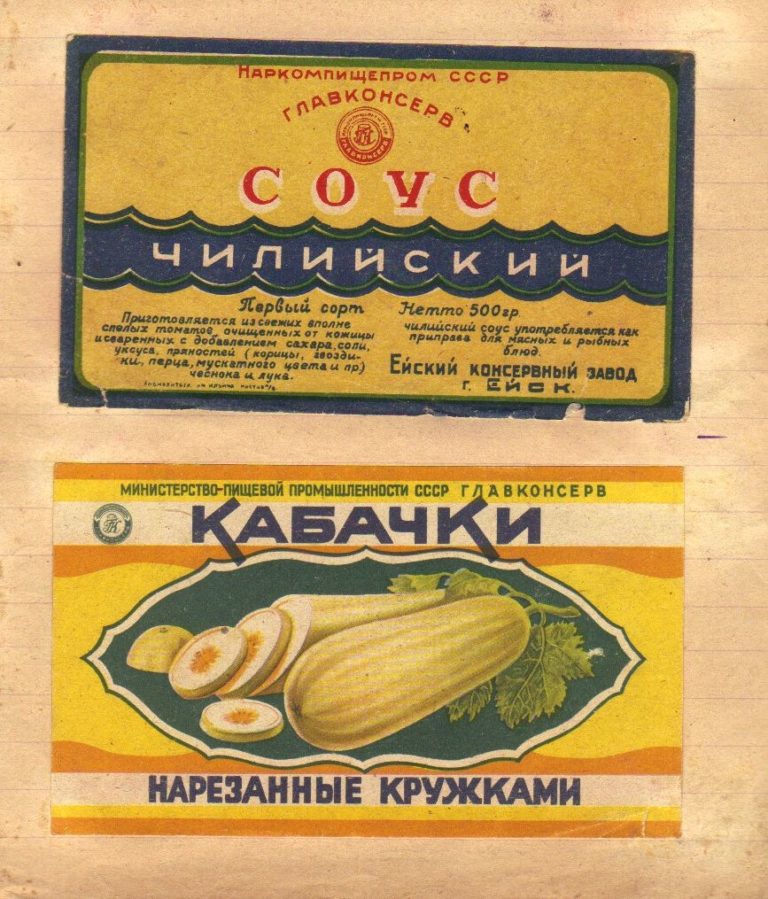 Наркомпищепром СССР
ГЛАВКОНСЕРВ
СОУС
ЧИЛИЙСКИЙ
Первый сорт
Приготовляется из свежих вполне
спелых томатов, очищенных от кожицы
и сваренных с добавлением сахара, соли,
уксуса, пряностей (корицы, гвозди-
ки, перца, мускатного цвета и пр)
чеснока и лука.
Нетто 500гр.
чилийский соус употребляется как
приправа для мясных и рыбных
блюд.
Ейский консервный завод
г. Ейск.
МИНИСТЕРСТВО-ПИЩЕВОЙ ПРОМЫШЛЕННОСТИ СССР ГЛАВКОНСЕРВ
КАБАЧКИ
НАРЕЗАННЫЕ КРУЖКАМИ